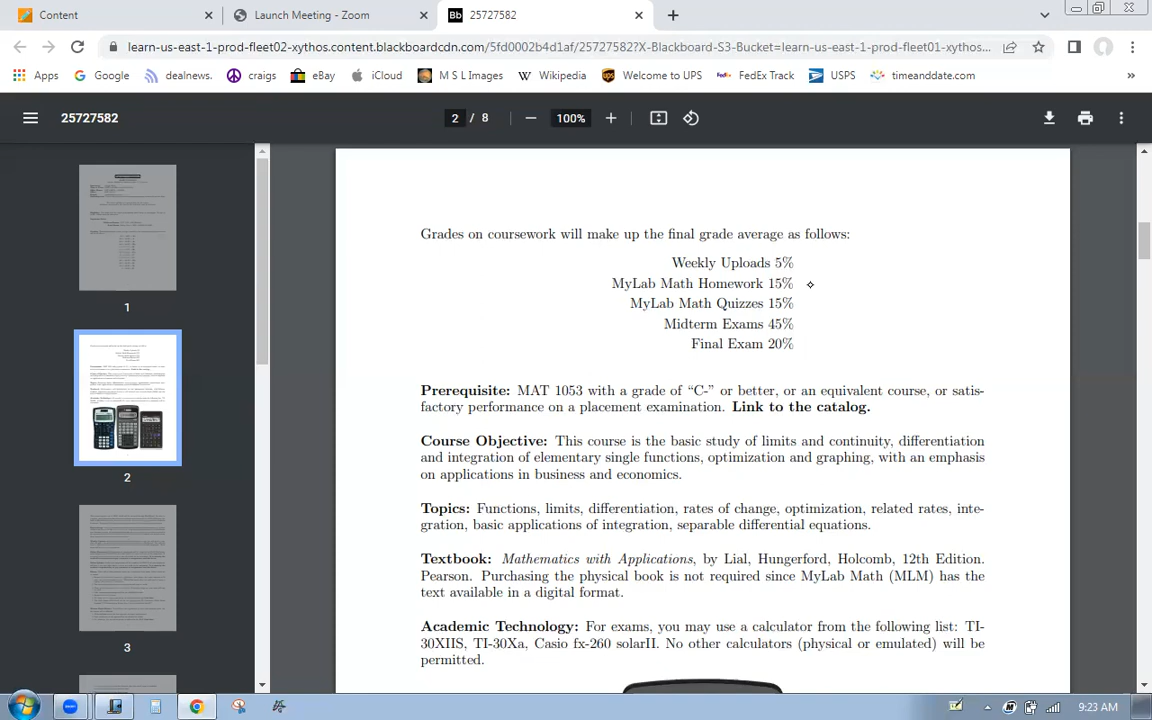 Content
Launch Meeting - Zoom
Bb 25727582
learn-us-east-1-prod-fleet02-xythos.content.blackboardcdn.com/5fd0002b4d1af/25727582?X-Blackboard-S3-Bucket=learn-us-east-1-prod-fleet01-xythos...
Apps Google dealnews. craigs eBay iCloud M S L Images W Wikipedia Welcome to UPS FedEx Track USPS timeanddate.com »
25727582 2 / 8 100%
1
2
3
Grades on coursework will make up the final grade average as follows:
Weekly Uploads 5%
MyLab Math Homework 15%
MyLab Math Quizzes 15%
Midterm Exams 45%
Final Exam 20%
Prerequisite: MAT 1053 with a grade of “C-” or better, or an equivalent course, or satis-
factory performance on a placement examination. Link to the catalog.
Course Objective: This course is the basic study of limits and continuity, differentiation
and integration of elementary single functions, optimization and graphing, with an emphasis
on applications in business and economics.
Topics: Functions, limits, differentiation, rates of change, optimization, related rates, inte-
gration, basic applications of integration, separable differential equations.
Textbook: Mathematics with Applications, by Lial, Hungerford, Holcomb, 12th Edition.
Pearson. Purchasing the physical book is not required since MyLab Math (MLM) has the
text available in a digital format.
Academic Technology: For exams, you may use a calculator from the following list: TI-
30XIIS, TI-30Xa, Casio fx-260 solarII. No other calculators (physical or emulated) will be
permitted.
9:23 AM